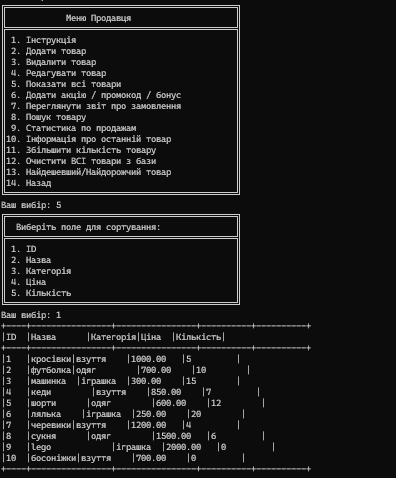 Меню Продавця
1. Інструкція
2. Додати товар
3. Видалити товар
4. Редагувати товар
5. Показати всі товари
6. Додати акцію / промокод / бонус
7. Переглянути звіт про замовлення
8. Пошук товару
9. Статистика по продажам
10. Інформація про останній товар
11. Збільшити кількість товару
12. Очистити ВСІ товари з бази
13. Найдешевший/Найдорожчий товар
14. Назад
Ваш вибір: 5
Виберіть поле для сортування:
1. ID
2. Назва
3. Категорія
4. Ціна
5. Кількість
Ваш вибір: 1
|ID |Назва |Категорія|Ціна |Кількість|
|1 |кросівки|взуття |1000.00 |5 |
|2 |футболка|одяг |700.00 |10 |
|3 |машинка |іграшка |300.00 |15 |
|4 |кеди |взуття |850.00 |7 |
|5 |шорти |одяг |600.00 |12 |
|6 |лялька |іграшка |250.00 |20 |
|7 |черевики|взуття |1200.00 |4 |
|8 |сукня |одяг |1500.00 |6 |
|9 |lego |іграшка |2000.00 |0 |
|10 |босоніжки|взуття |700.00 |0 |